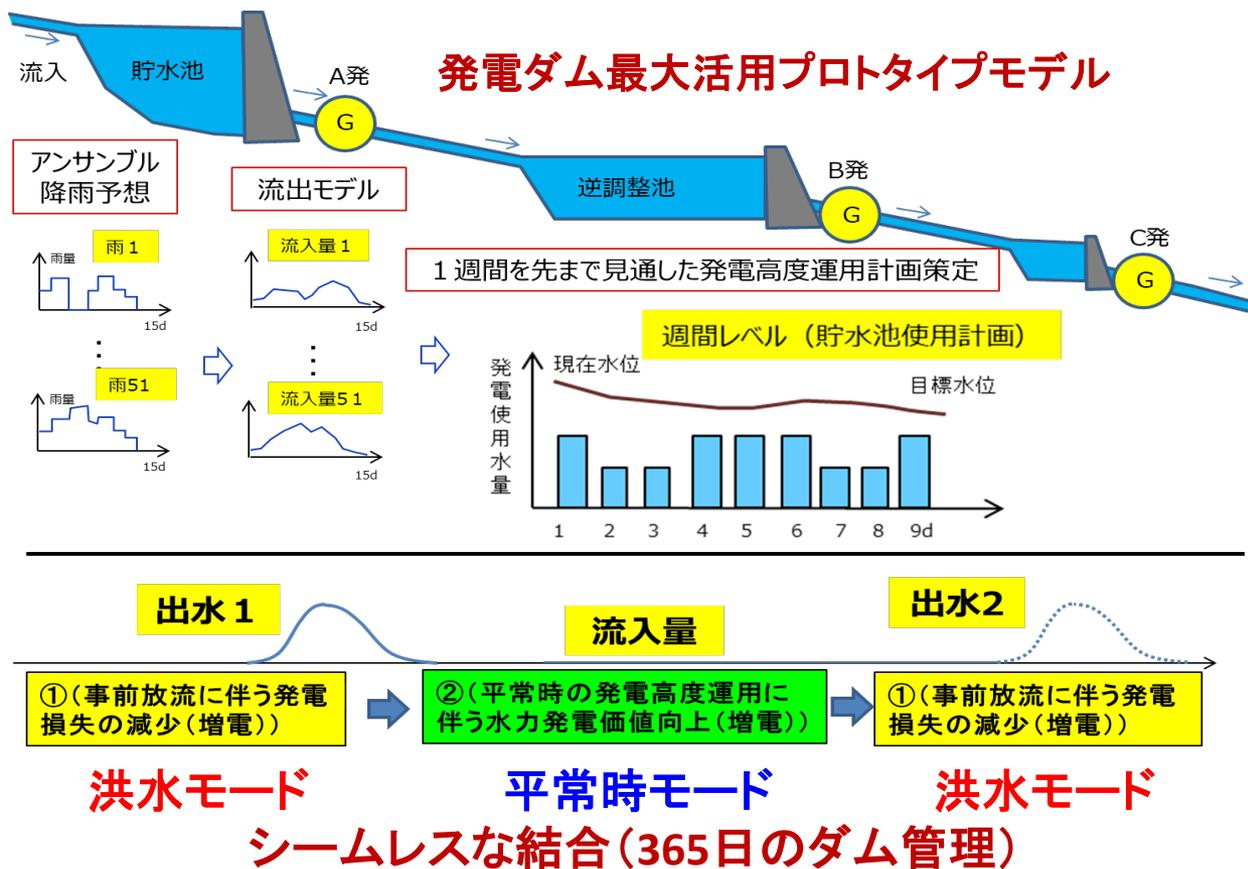 発電ダム最大活用プロトタイプモデル
流入
貯水池
A発
G
逆調整池
B発
G
C発
G
アンサンブル
降雨予想
流出モデル
雨量
雨１
15d
雨量
雨51
15d
流入量１
15d
流入量５１
15d
１週間を先まで見通した発電高度運用計画策定
週間レベル（貯水池使用計画）
発電使用水量
現在水位
目標水位
1 2 3 4 5 6 7 8 9d
出水１
流入量
出水2
①（事前放流に伴う発電
損失の減少（増電））
②（平常時の発電高度運用に
伴う水力発電価値向上（増電））
①（事前放流に伴う発電
損失の減少（増電））
洪水モード
平常時モード
洪水モード
シームレスな結合（365日のダム管理）